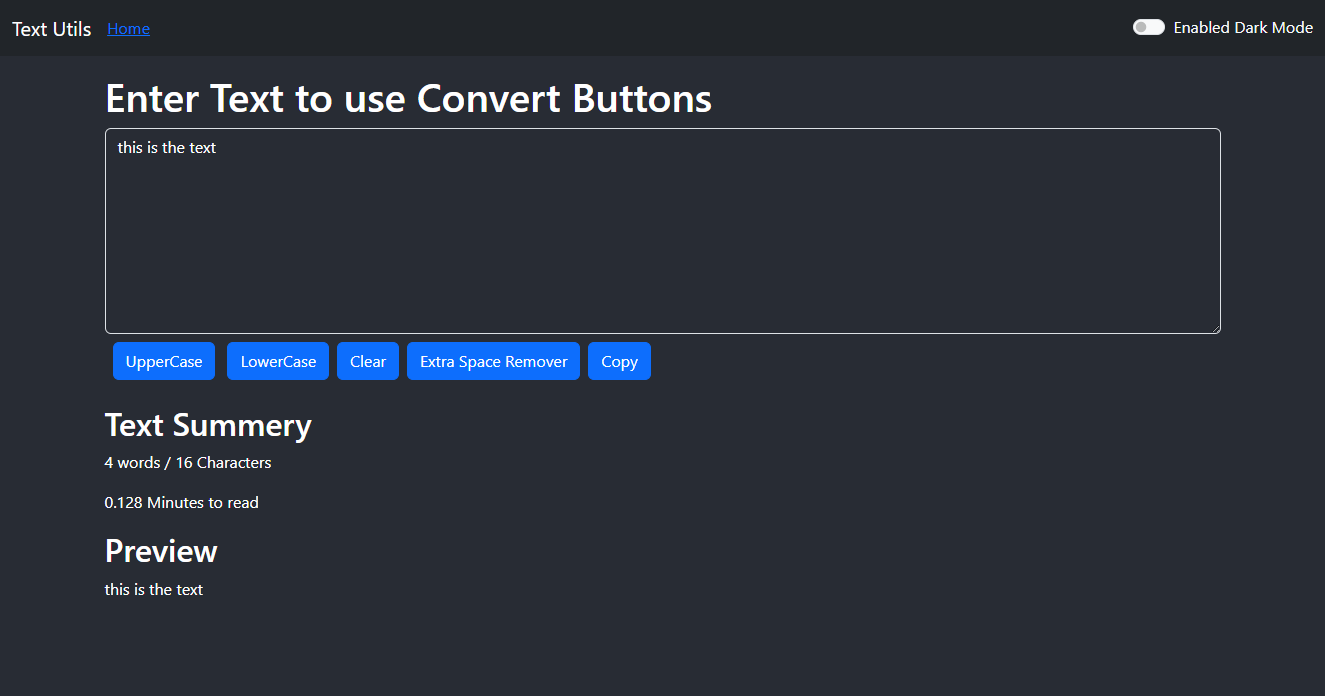 Text Utils Home Enabled Dark Mode
Enter Text to use Convert Buttons
this is the text
UpperCase LowerCase Clear Extra Space Remover Copy
Text Summery
4 words / 16 Characters
0.128 Minutes to read
Preview
this is the text